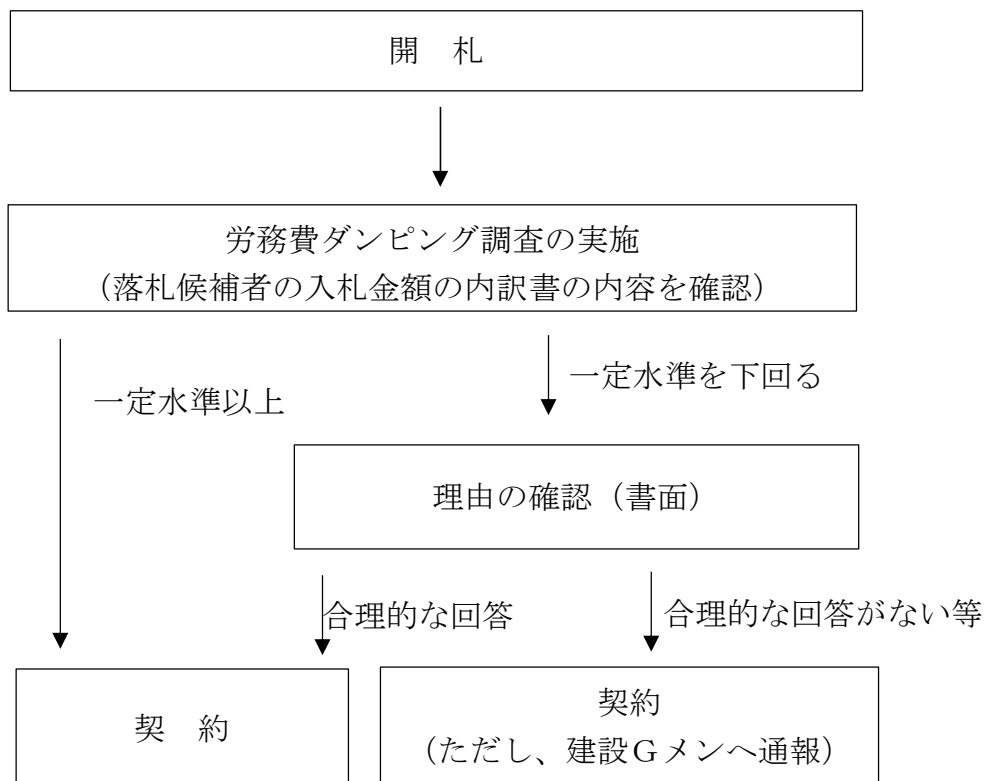 開　札
労務費ダンピング調査の実施
（落札候補者の入札金額の内訳書の内容を確認）
一定水準を下回る
一定水準以上
理由の確認（書面）
合理的な回答
合理的な回答がない等
契　約
契約
（ただし、建設Gメンへ通報）